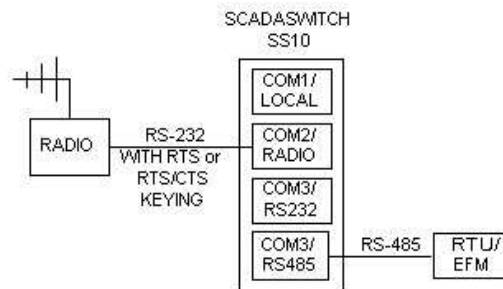 SCADASWITCH
SS10
COM1/
LOCAL
RADIO
RS-232
WITH RTS or
RTS/CTS
KEYING
COM2/
RADIO
COM3/
RS232
COM3/
RS485
RS-485
RTU/
EFM